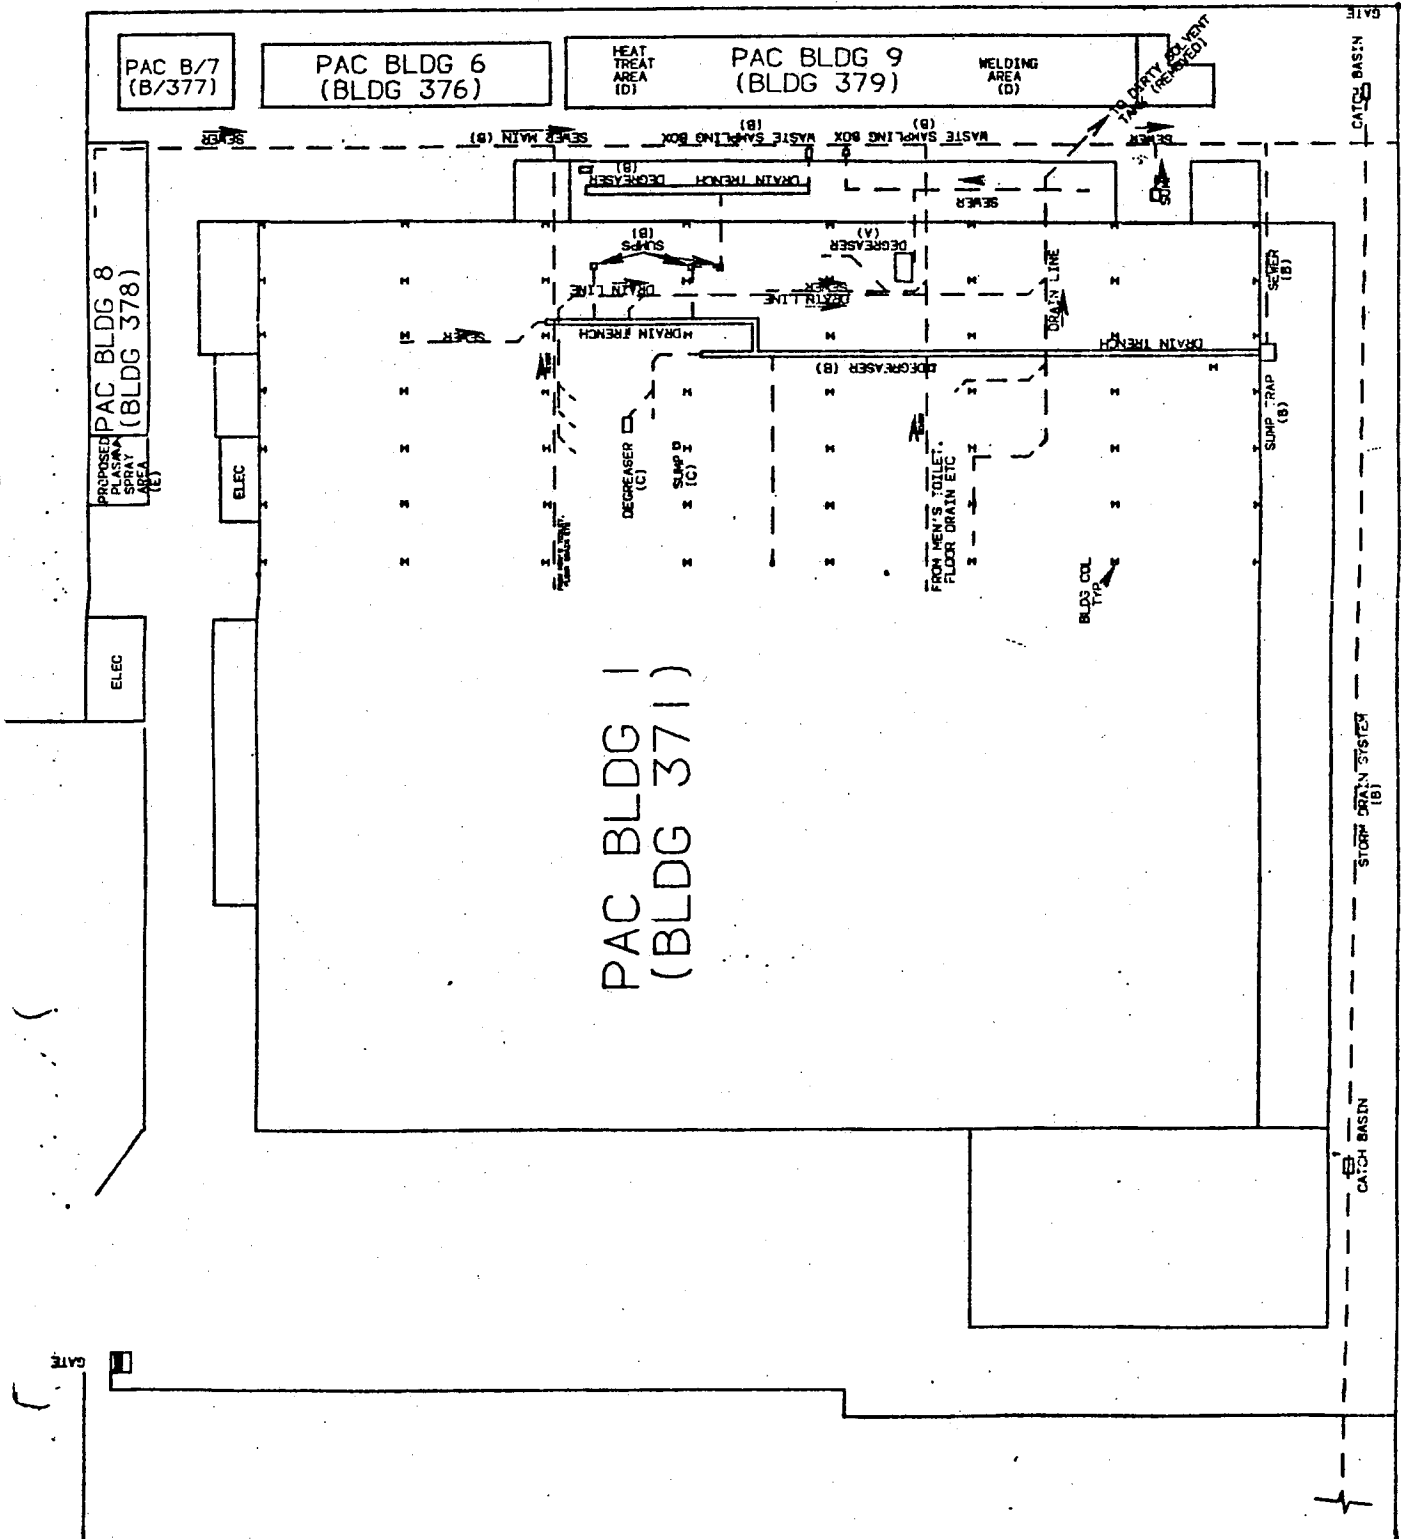 GATE
PAC B/7
(B/377)
PAC BLDG 6
(BLDG 376)
HEAT
TREAT
AREA
(D)
PAC BLDG 9
(BLDG 379)
WELDING
AREA
(D)
TO DIRTY SOLVENT
TANK (REMOVED)
CATCH BASIN
SEWER
SEWER MAIN (B)
WASTE SAMPLING BOX
(B)
WASTE SAMPLING BOX
(B)
SEWER
DEGREASER
(B)
DRAIN TRENCH
SEWER
SUMP
PAC BLDG 8
(BLDG 378)
SUMPS
(B)
DEGREASER
(A)
DRAIN LINE
DRAIN LINE
SEWER
DRAIN LINE
SEWER
(B)
SEWER
DRAIN TRENCH
DEGREASER (B)
DRAIN TRENCH
SUMP TRAP
(B)
PROPOSED
PLASMA
SPRAY
AREA
(E)
ELEC
DEGREASER
(C)
SUMP
(C)
FROM MEN'S TOILET.
FLOOR DRAIN ETC
BLDG COL
TYP
ELEC
PAC BLDG 1
(BLDG 371)
STORM DRAIN SYSTEM
(B)
CATCH BASIN
GATE